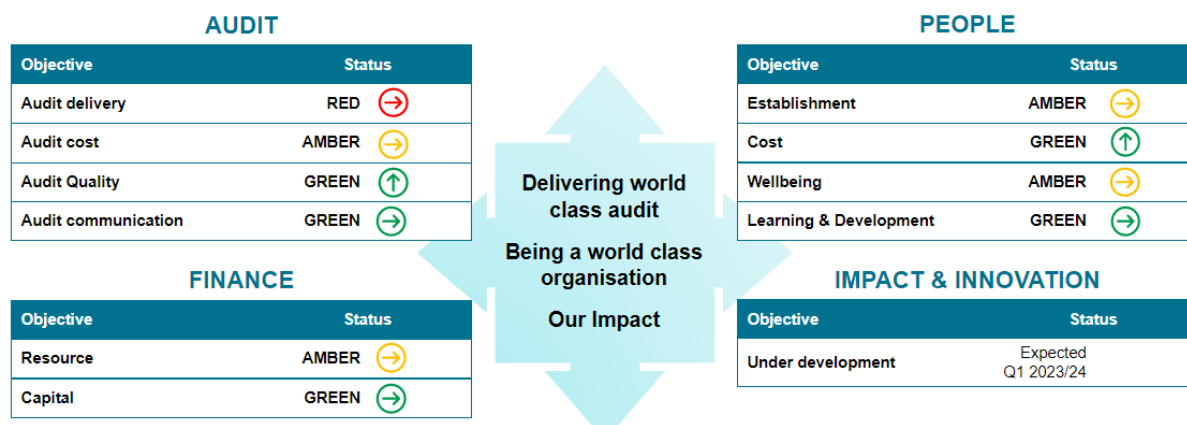 AUDIT
Objective Status
Audit delivery RED
Audit cost AMBER
Audit Quality GREEN
Audit communication GREEN
FINANCE
Objective Status
Resource AMBER
Capital GREEN
Delivering world
class audit
Being a world class
organisation
Our Impact
PEOPLE
Objective Status
Establishment AMBER
Cost GREEN
Wellbeing AMBER
Learning & Development GREEN
IMPACT & INNOVATION
Objective Status
Under development Expected
Q1 2023/24